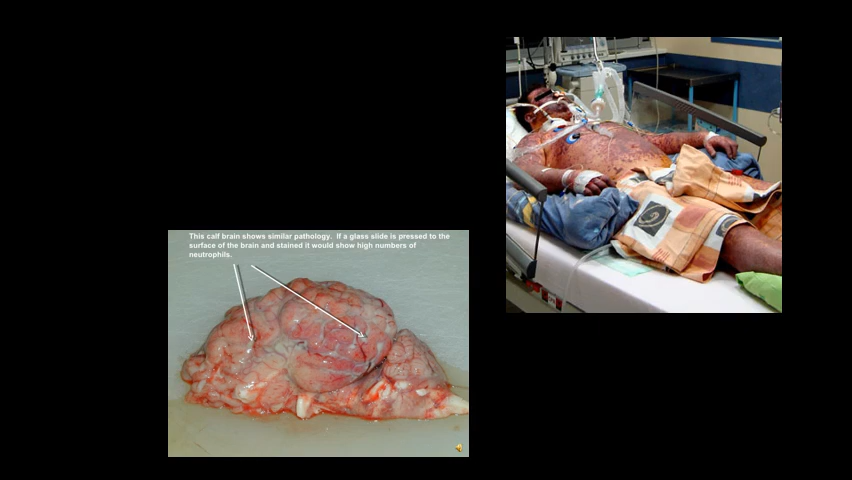 This calf brain shows similar pathology.  If a glass slide is pressed to the
surface of the brain and stained it would show high numbers of
neutrophils.